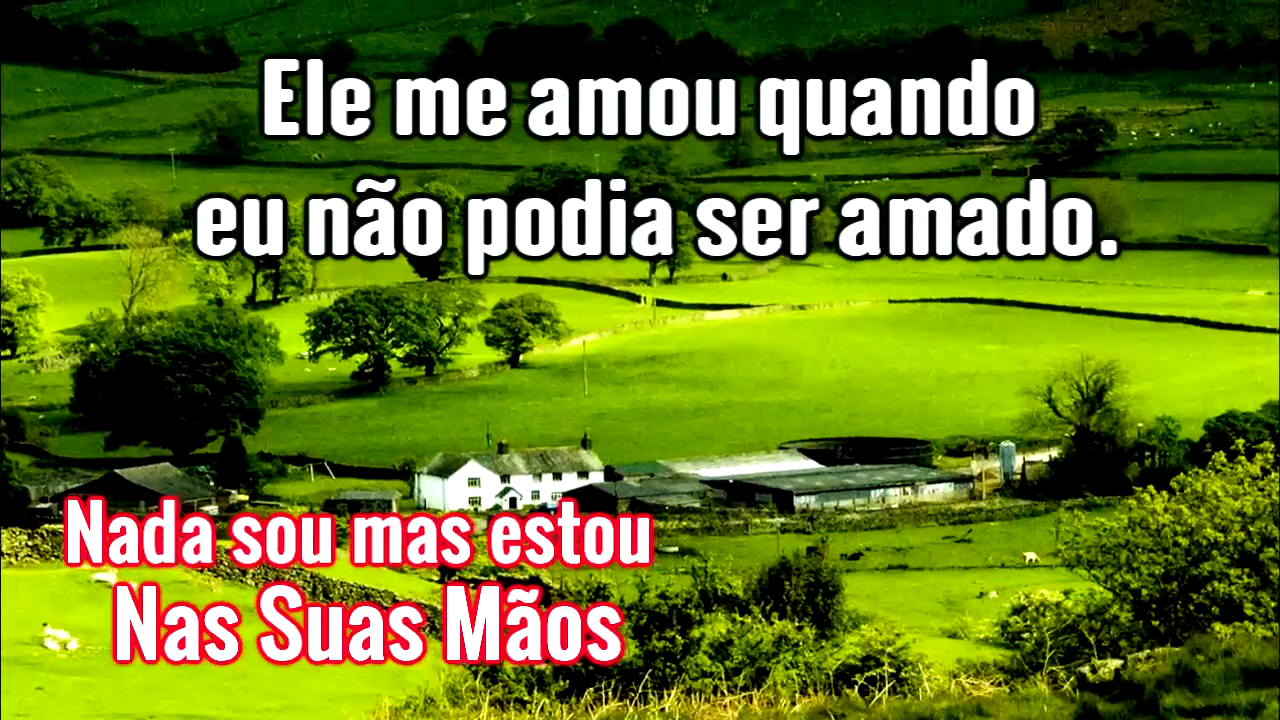 Ele me amou quando
eu não podia ser amado.
Nada sou mas estou
Nas Suas Mãos